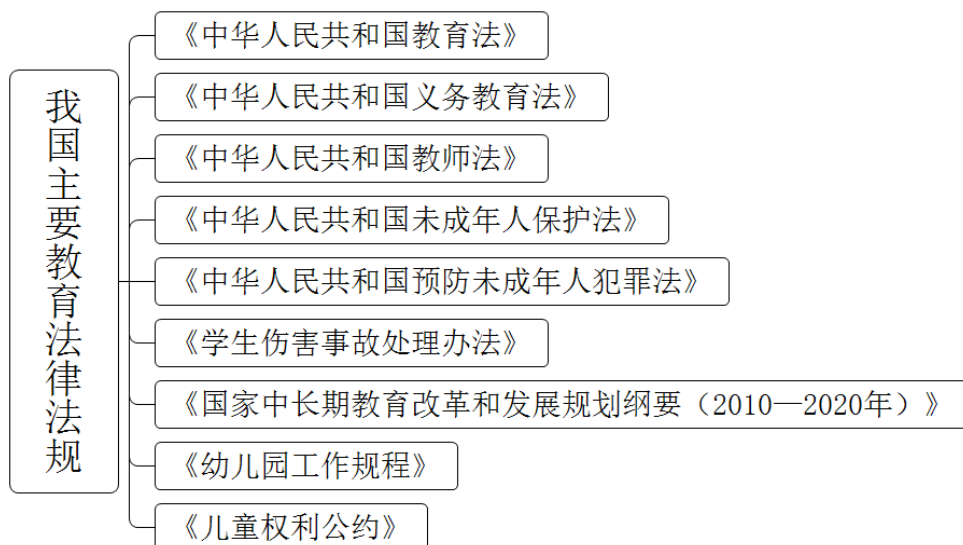 我国主要教育法律法规
《中华人民共和国教育法》
《中华人民共和国义务教育法》
《中华人民共和国教师法》
《中华人民共和国未成年人保护法》
《中华人民共和国预防未成年人犯罪法》
《学生伤害事故处理办法》
《国家中长期教育改革和发展规划纲要（2010—2020年）》
《幼儿园工作规程》
《儿童权利公约》